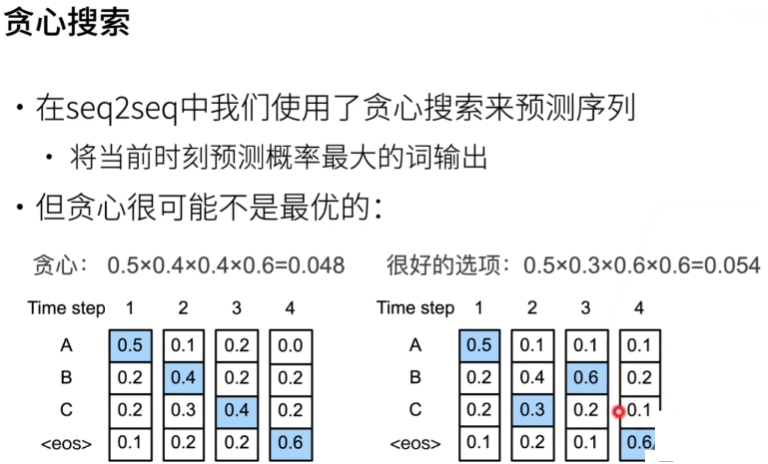 贪心搜索
• 在seq2seq中我们使用了贪心搜索来预测序列
• 将当前时刻预测概率最大的词输出
• 但贪心很可能不是最优的：
贪心： 0.5×0.4×0.4×0.6=0.048
Time step 1 2 3 4
A 0.5 0.1 0.2 0.0
B 0.2 0.4 0.2 0.2
C 0.2 0.3 0.4 0.2
<eos> 0.1 0.2 0.2 0.6
很好的选项：0.5×0.3×0.6×0.6=0.054
Time step 1 2 3 4
A 0.5 0.1 0.1 0.1
B 0.2 0.4 0.6 0.2
C 0.2 0.3 0.2 0.1
<eos> 0.1 0.2 0.1 0.6